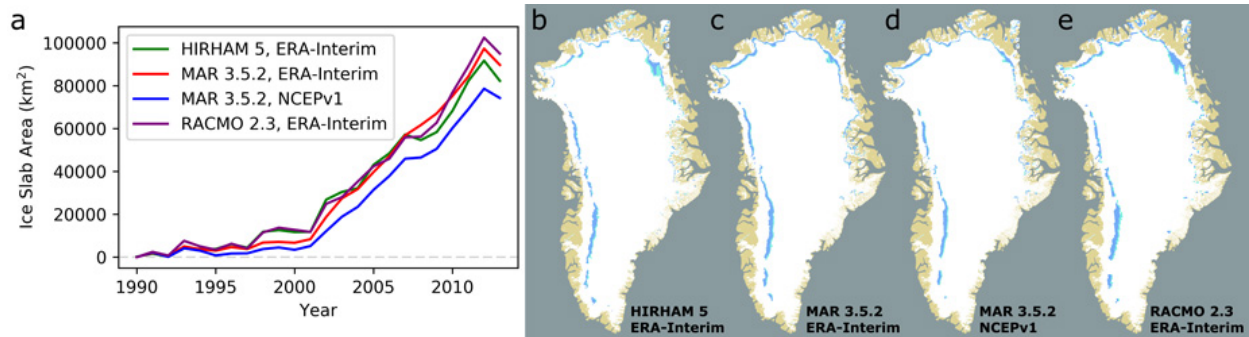 a
Ice Slab Area (km²)
100000
80000
60000
40000
20000
0
HIRHAM 5, ERA-Interim
MAR 3.5.2, ERA-Interim
MAR 3.5.2, NCEPv1
RACMO 2.3, ERA-Interim
1990 1995 2000 2005 2010
Year
b
HIRHAM 5
ERA-Interim
c
MAR 3.5.2
ERA-Interim
d
MAR 3.5.2
NCEPv1
e
RACMO 2.3
ERA-Interim